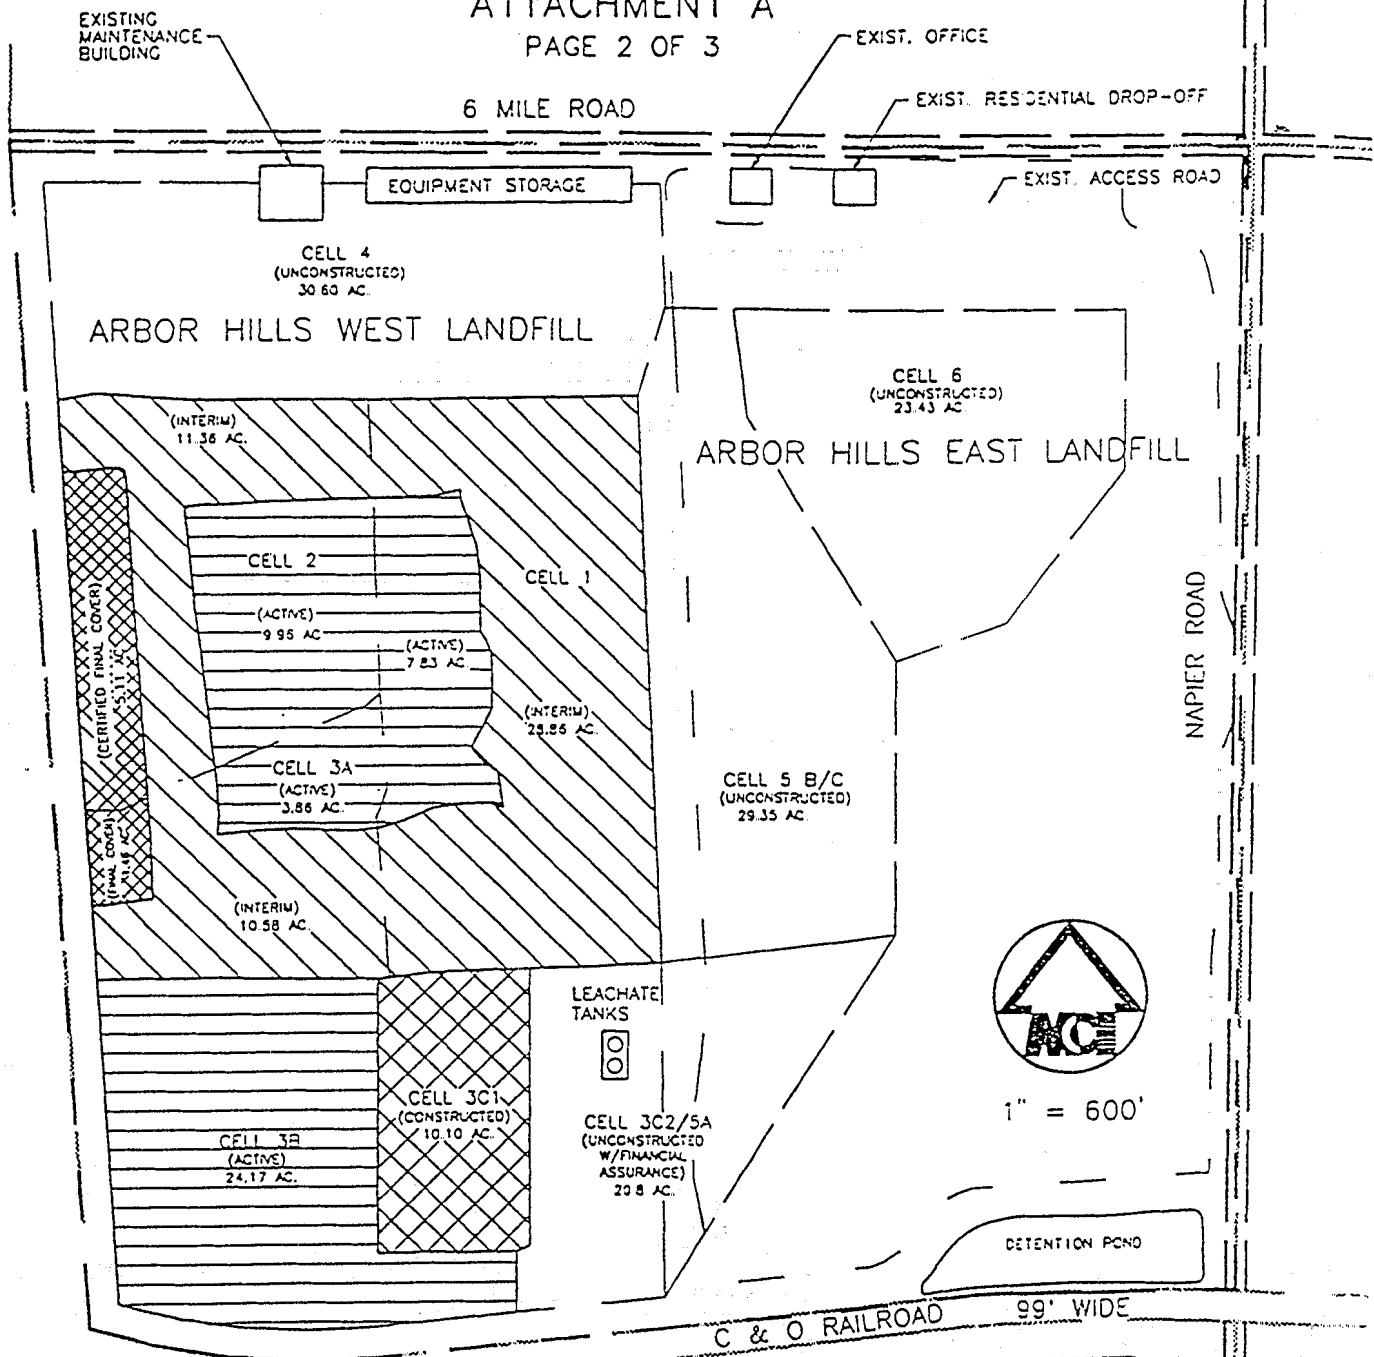 ATTACHMENT A
PAGE 2 OF 3
EXISTING
MAINTENANCE
BUILDING
EXIST. OFFICE
EXIST. RESIDENTIAL DROP-OFF
6 MILE ROAD
EQUIPMENT STORAGE
EXIST. ACCESS ROAD
CELL 4
(UNCONSTRUCTED)
30.60 AC.
ARBOR HILLS WEST LANDFILL
CELL 6
(UNCONSTRUCTED)
23.43 AC
ARBOR HILLS EAST LANDFILL
(INTERIM)
11.36 AC.
CELL 2
(ACTIVE)
9.95 AC
CELL 1
(ACTIVE)
7.83 AC
(INTERIM)
AC.
(CERTIFIED FINAL COVER)
5.11 AC
(FINAL COVER)
CELL 3A
(ACTIVE)
3.86 AC.
(INTERIM)
10.58 AC.
CELL 5 B/C
(UNCONSTRUCTED)
29.35 AC.
NAPIER ROAD
LEACHATE
TANKS
CELL 3C1
(CONSTRUCTED)
10.10 AC.
CELL 3B
(ACTIVE)
24.17 AC.
CELL 3C2/5A
(UNCONSTRUCTED
W/FINANCIAL
ASSURANCE)
20.8 AC.
1" = 600'
DETENTION POND
C & O RAILROAD 99' WIDE